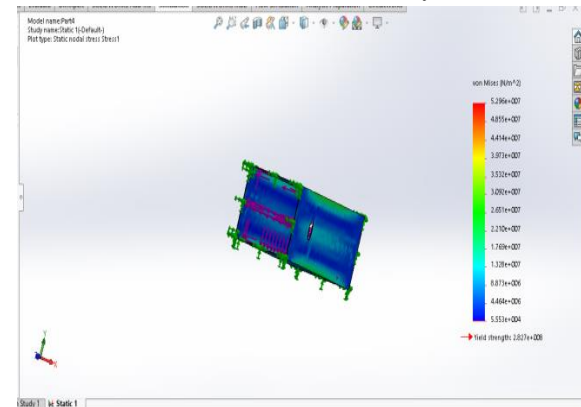 Model name:Part4
Study name:Static 1(-Default-)
Plot type: Static nodal stress Stress1
von Mises (N/m^2)
5.296e+007
4.855e+007
4.414e+007
3.973e+007
3.532e+007
3.092e+007
2.651e+007
2.210e+007
1.769e+007
1.328e+007
8.873e+006
4.464e+006
5.553e+004
Yield strength: 2.827e+008
Study 1
Static 1